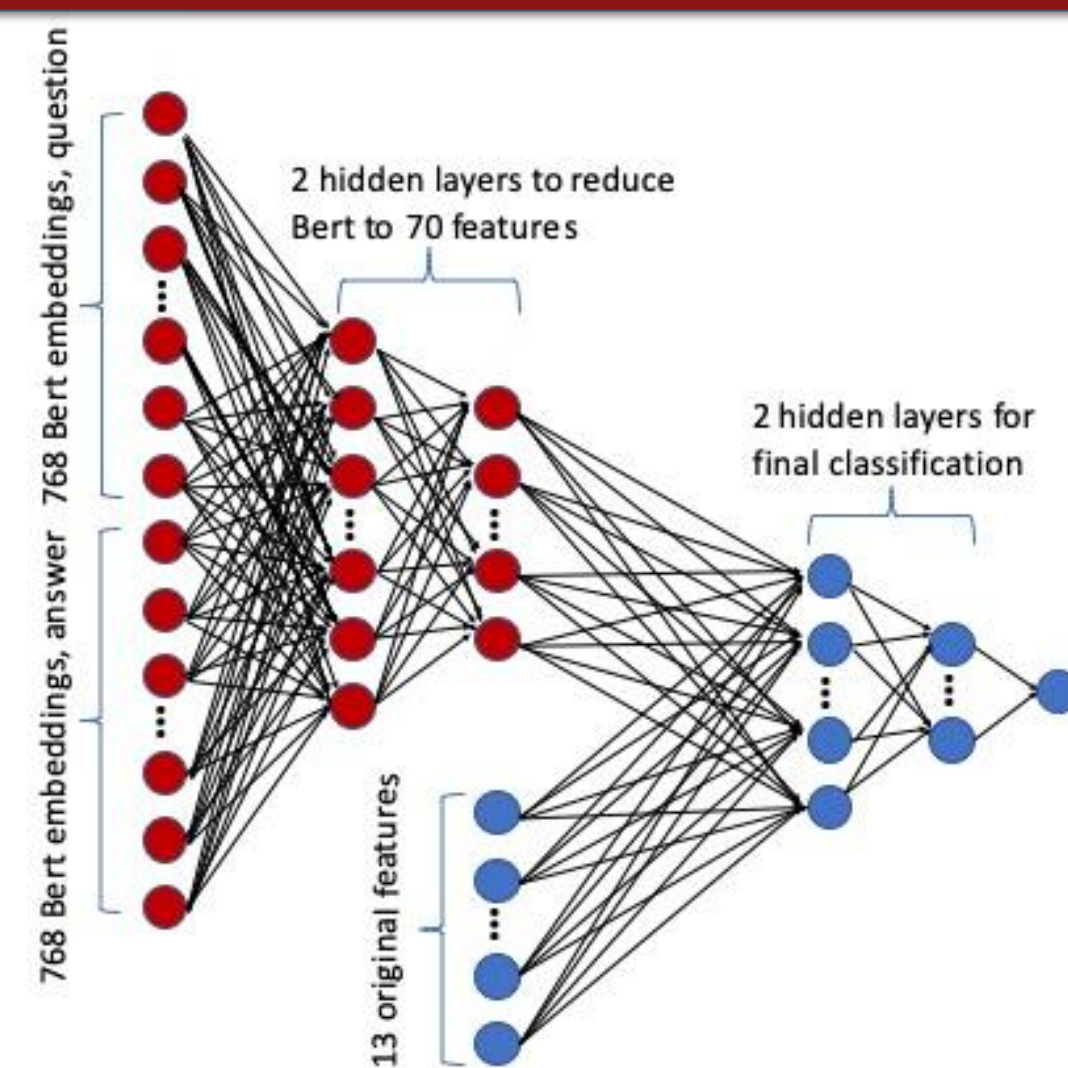 768 Bert embeddings, question
768 Bert embeddings, answer
2 hidden layers to reduce
Bert to 70 features
13 original features
2 hidden layers for
final classification